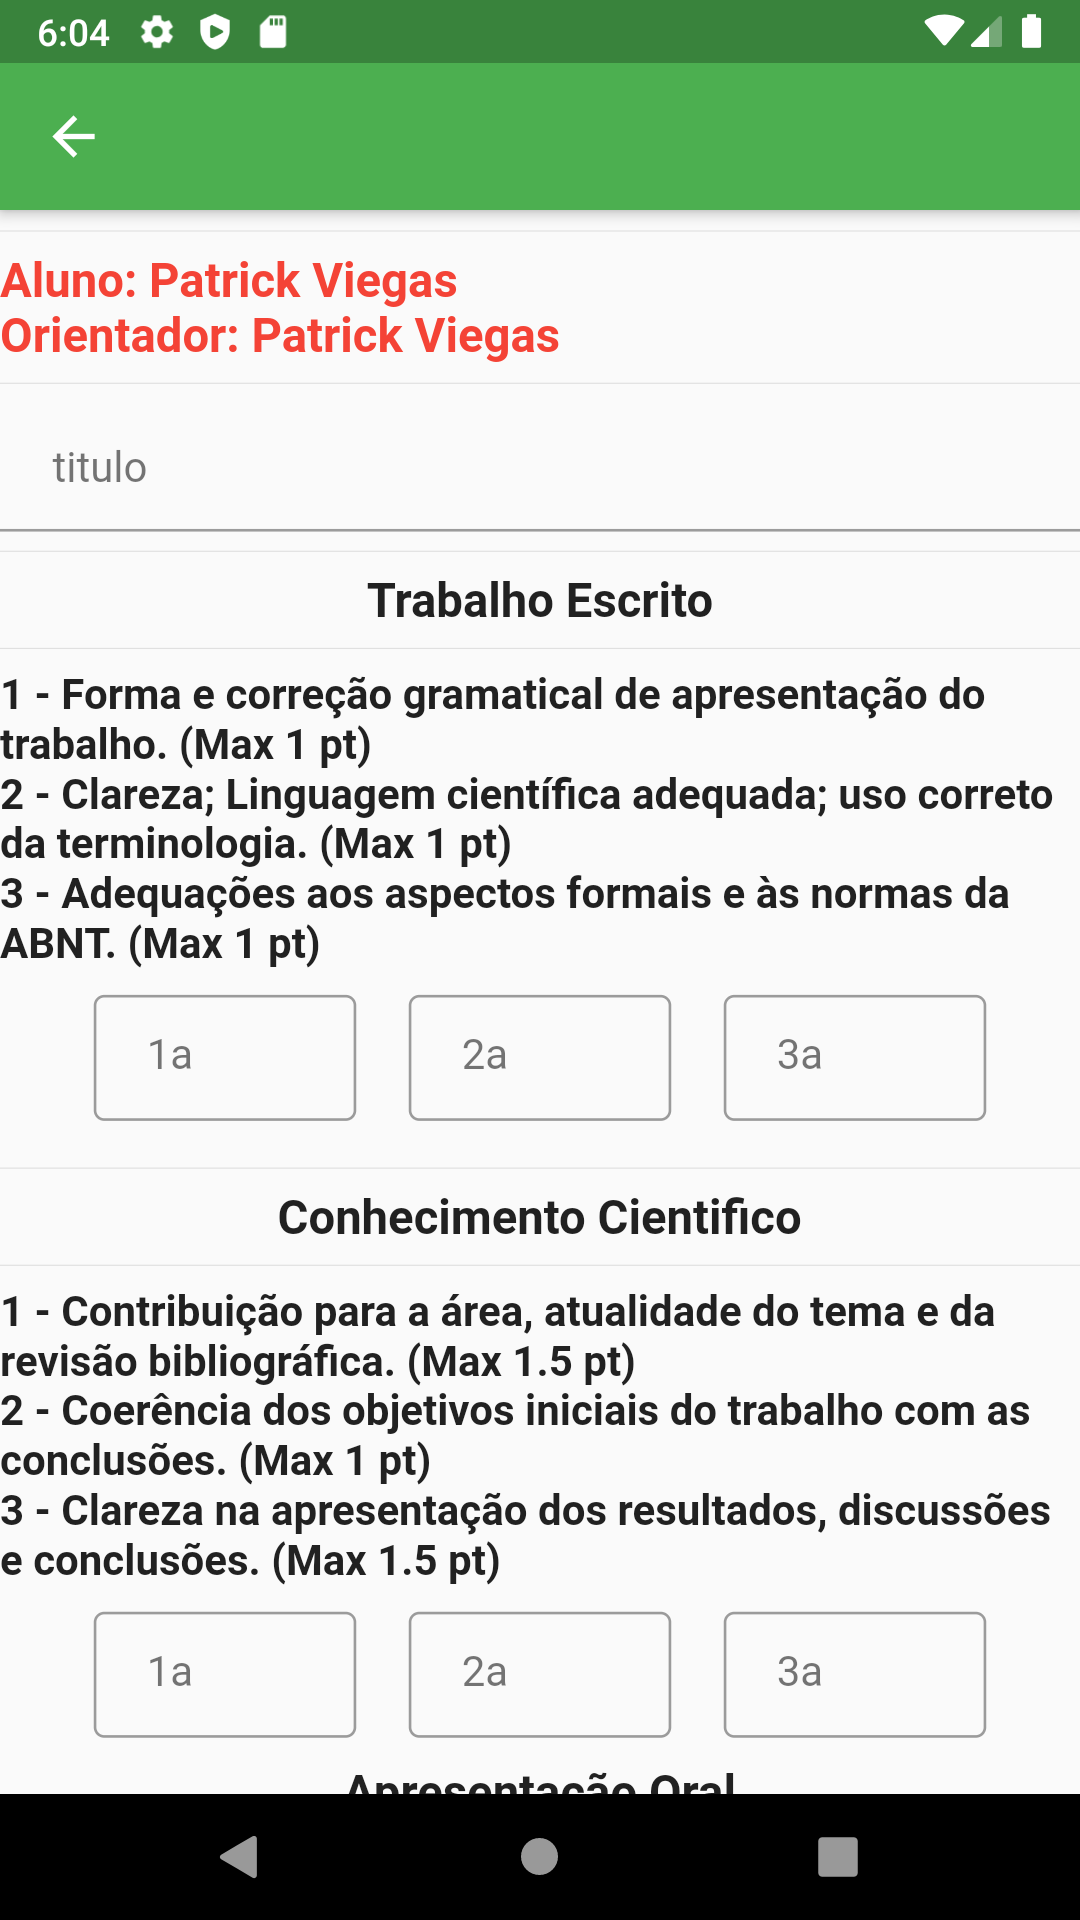 6:04
Aluno: Patrick Viegas
Orientador: Patrick Viegas
titulo
Trabalho Escrito
1 - Forma e correção gramatical de apresentação do
trabalho. (Max 1 pt)
2 - Clareza; Linguagem científica adequada; uso correto
da terminologia. (Max 1 pt)
3 - Adequações aos aspectos formais e às normas da
ABNT. (Max 1 pt)
1a 2a 3a
Conhecimento Cientifico
1 - Contribuição para a área, atualidade do tema e da
revisão bibliográfica. (Max 1.5 pt)
2 - Coerência dos objetivos iniciais do trabalho com as
conclusões. (Max 1 pt)
3 - Clareza na apresentação dos resultados, discussões
e conclusões. (Max 1.5 pt)
1a 2a 3a
Apresentação Oral